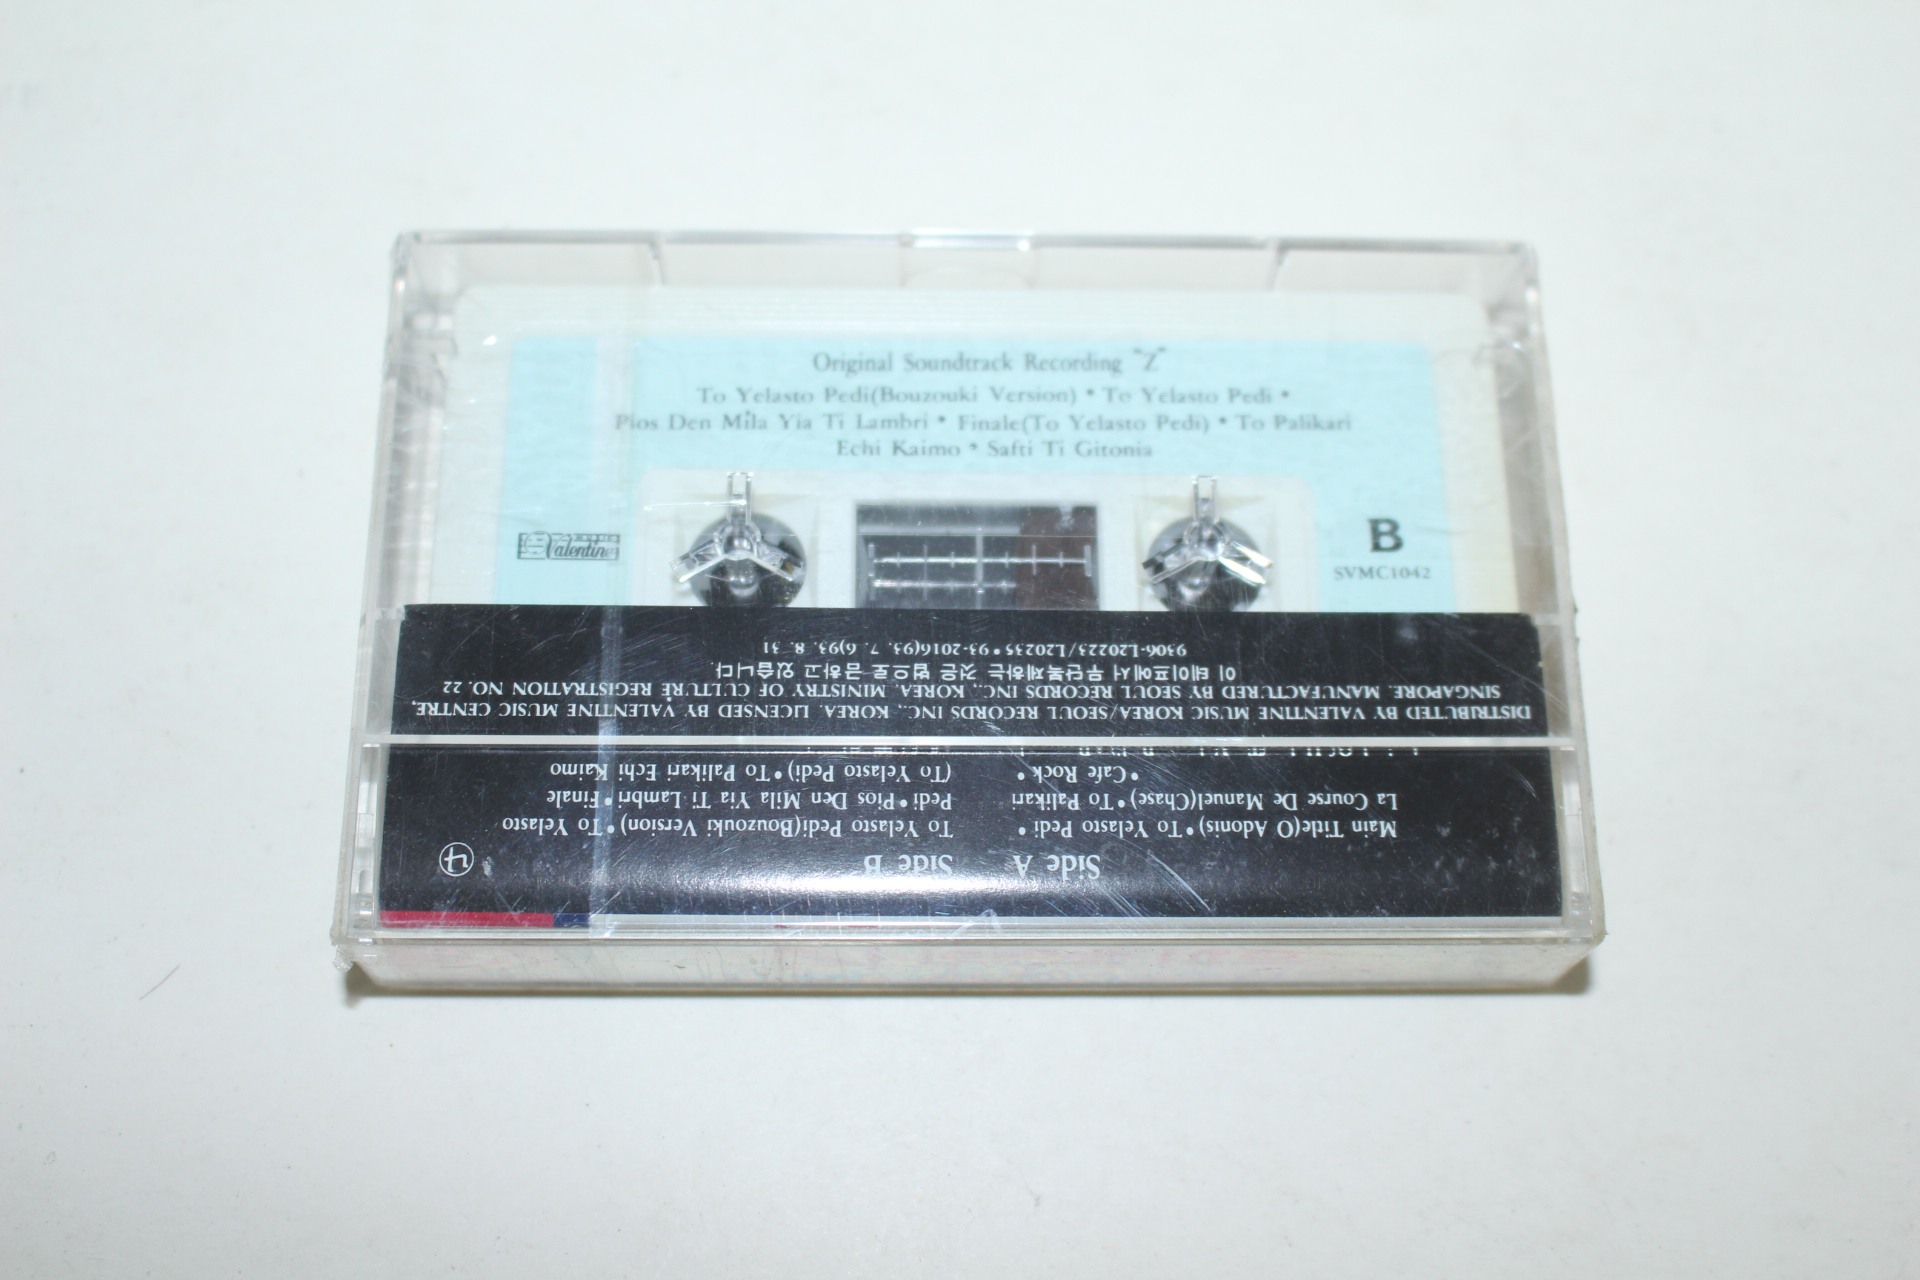 Original Soundtrack Recording "Z"
To Yelasto Pedi(Bouzouki Version) • To Yelasto Pedi •
Pios Den Mila Yia Ti Lambri • Finale(To Yelasto Pedi) • To Palikari
Echi Kaimo • Safti Ti Gitonia
Valentine
B
SVMC1042
Side A
Main Title(O Adonis) • To Yelasto Pedi •
La Course De Manuel(Chase) • To Palikari
• Cafe Rock •
Side B
To Yelasto Pedi(Bouzouki Version) • To Yelasto
Pedi • Pios Den Mila Yia Ti Lambri • Finale
(To Yelasto Pedi) • To Palikari Echi Kaimo
4
DISTRIBUTED BY VALENTINE MUSIC KOREA/SEOUL RECORDS INC., KOREA. LICENSED BY VALENTINE MUSIC CENTRE,
SINGAPORE. MANUFACTURED BY SEOUL RECORDS INC., KOREA. MINISTRY OF CULTURE REGISTRATION NO. 22
이 테이프에서 무단복제하는 것은 법으로 금하고 있습니다.
9306-L20223/L20235 • 93-2016(93. 7. 6)93. 8. 31